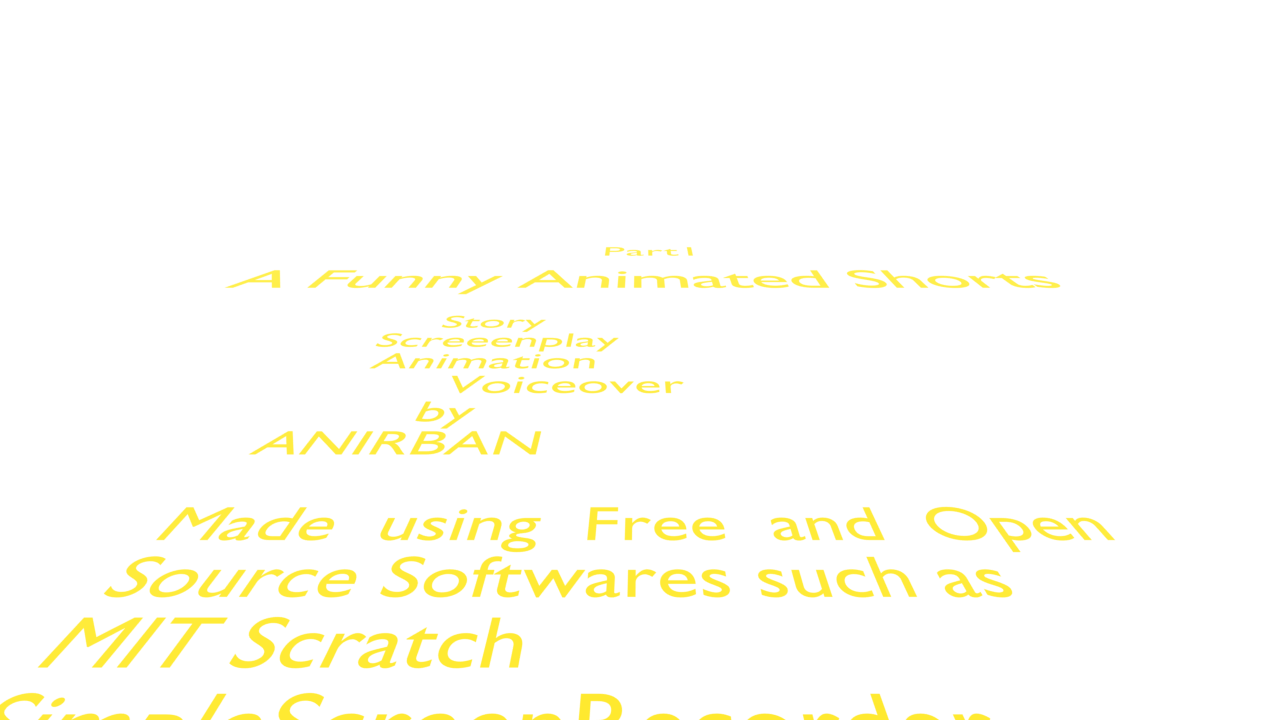 Part I
A Funny Animated Shorts
Story
Screeenplay
Animation
Voiceover
by
ANIRBAN
Made using Free and Open
Source Softwares such as
MIT Scratch
SimpleScreenRecorder